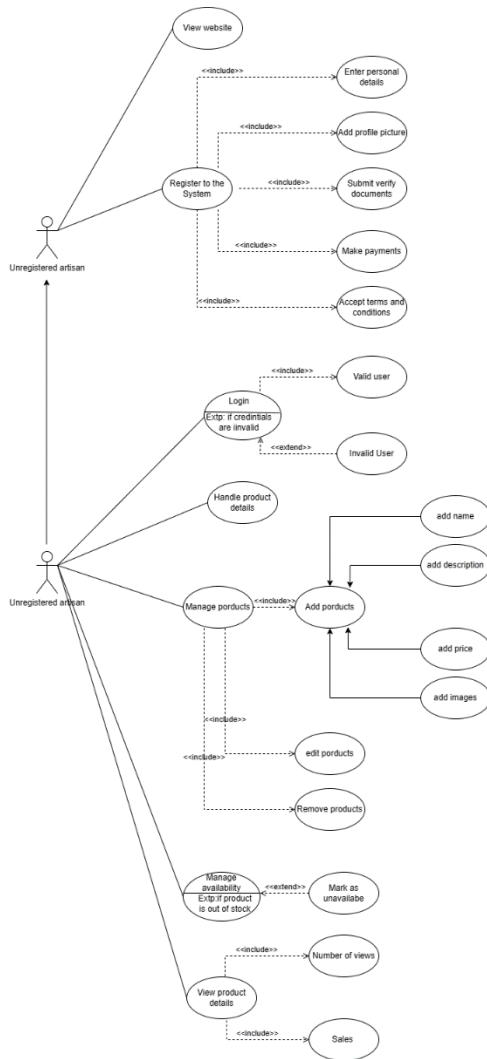 View website
<<include>>
Enter personal
details
<<include>>
Add profile picture
Register to the
System
<<include>>
Submit verify
documents
Unregistered artisan
<<include>>
Make payments
<<include>>
Accept terms and
conditions
<<include>>
Valid user
Login
Extp: if credintials
are iinvalid
<<extend>>
Invalid User
Handle product
details
add name
add description
Unregistered artisan
Manage porducts
<<include>>
Add porducts
add price
add images
<<include>>
edit porducts
<<include>>
Remove products
Manage
availability
Extp:if product
is out of stock
<<extend>>
Mark as
unavailabe
<<include>>
Number of views
View product
details
<<include>>
Sales